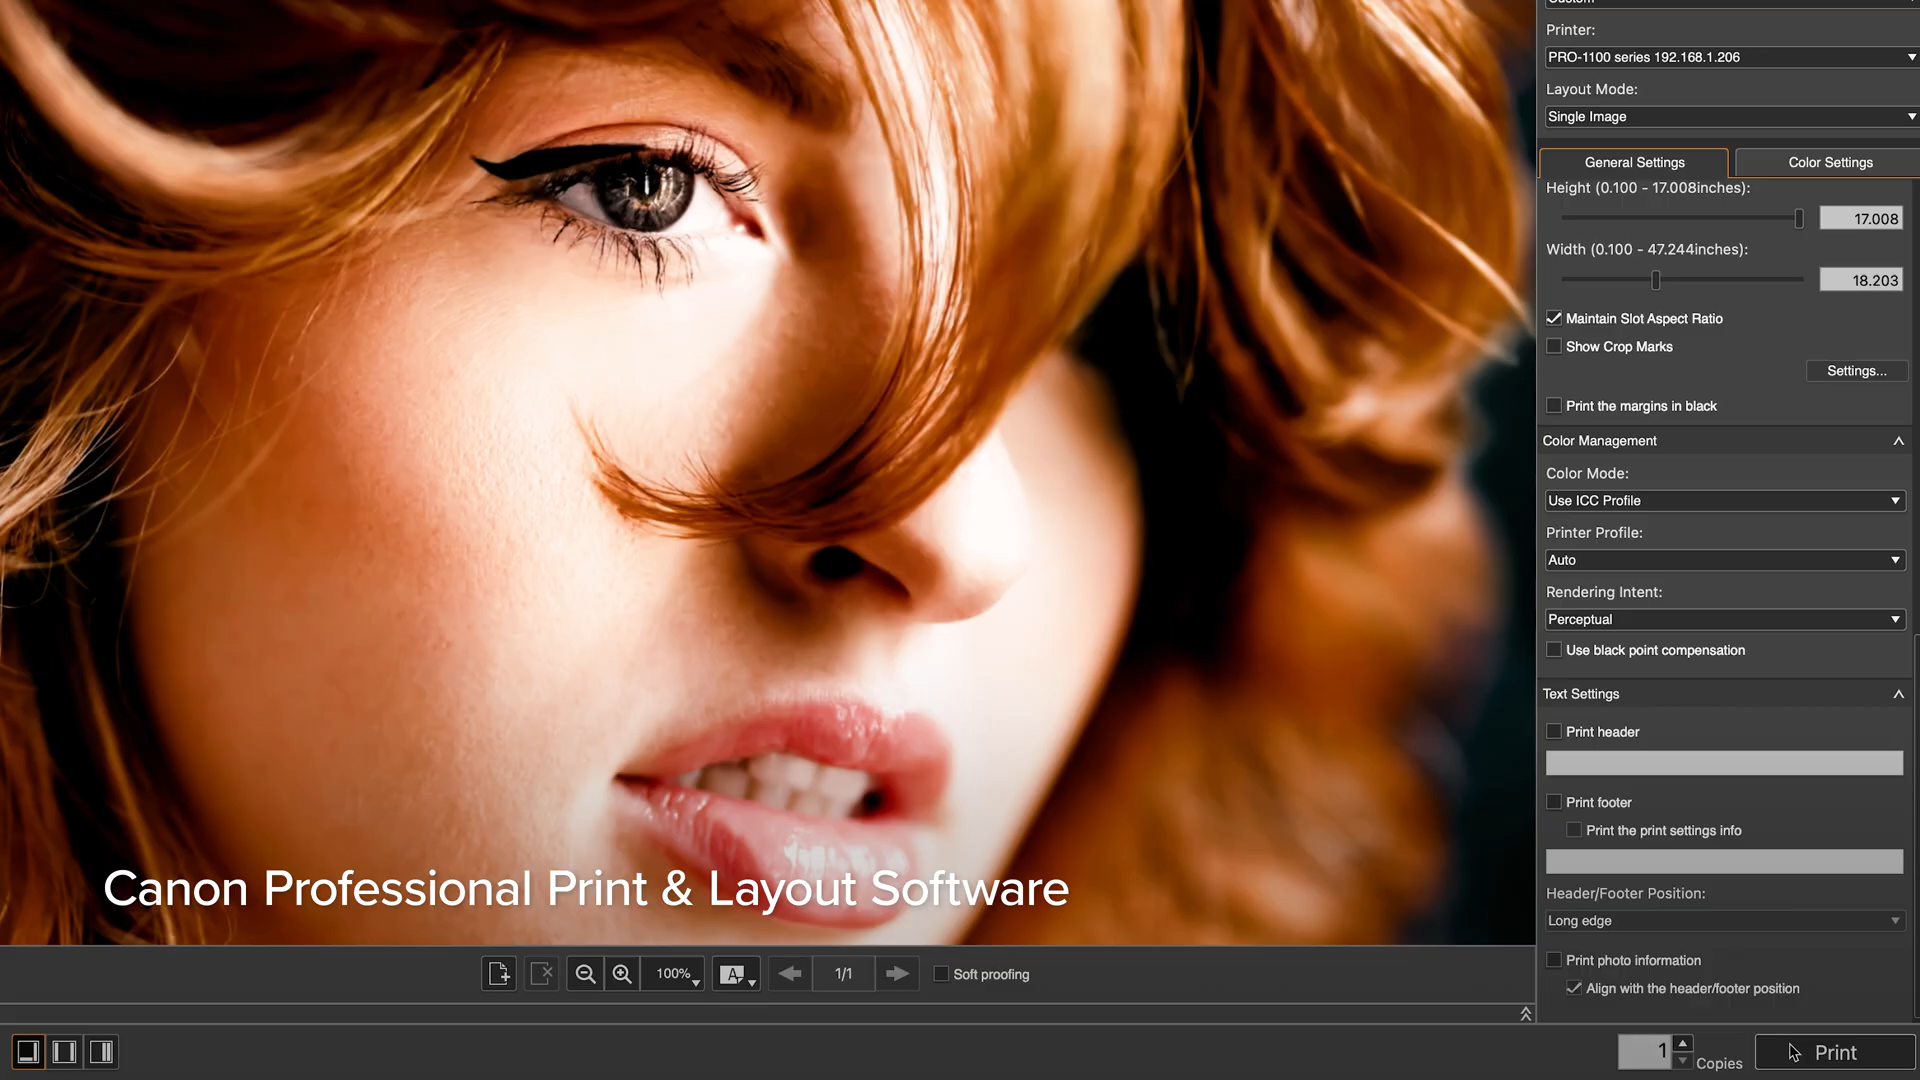 Printer:
PRO-1100 series 192.168.1.206
Layout Mode:
Single Image
General Settings
Color Settings
Height (0.100 - 17.008inches):
17.008
Width (0.100 - 47.244inches):
18.203
Maintain Slot Aspect Ratio
Show Crop Marks
Settings...
Print the margins in black
Color Management
Color Mode:
Use ICC Profile
Printer Profile:
Auto
Rendering Intent:
Perceptual
Use black point compensation
Text Settings
Print header
Print footer
Print the print settings info
Header/Footer Position:
Long edge
Print photo information
Align with the header/footer position
Canon Professional Print & Layout Software
100%
A
1/1
Soft proofing
1
Copies
Print